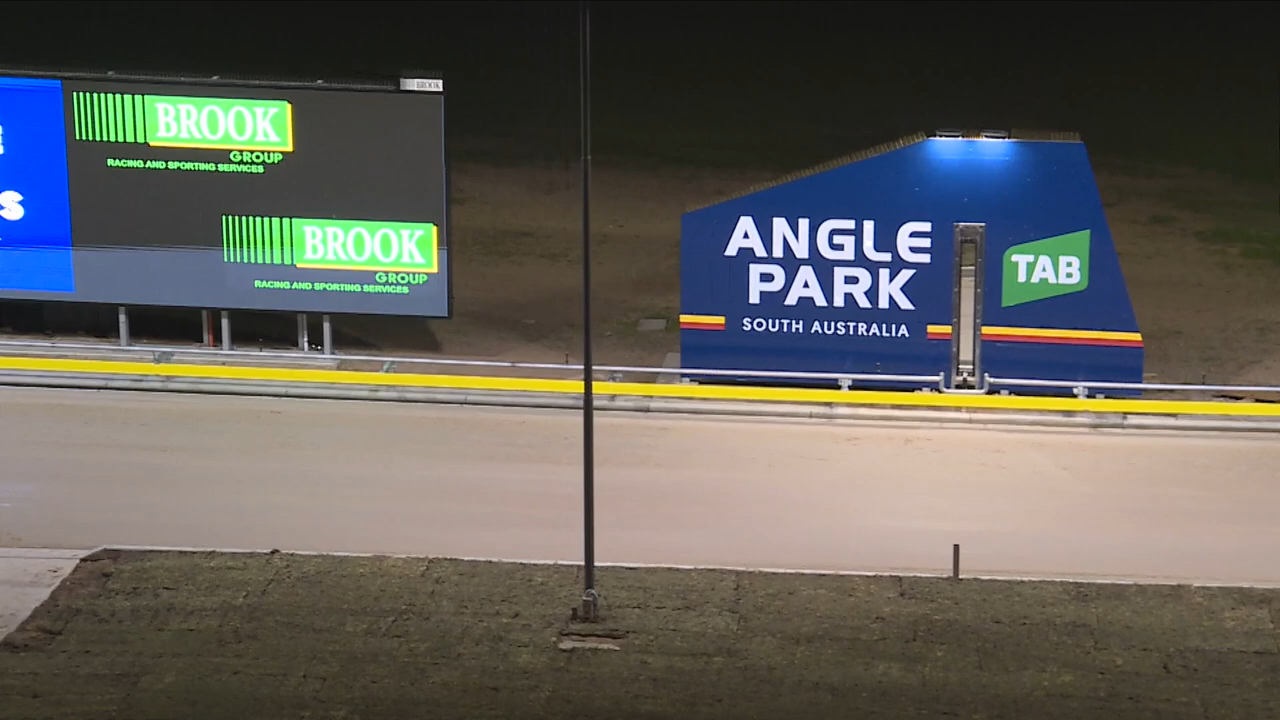 BROOK
BROOK
GROUP
RACING AND SPORTING SERVICES
S
BROOK
GROUP
RACING AND SPORTING SERVICES
ANGLE
PARK
SOUTH AUSTRALIA
TAB